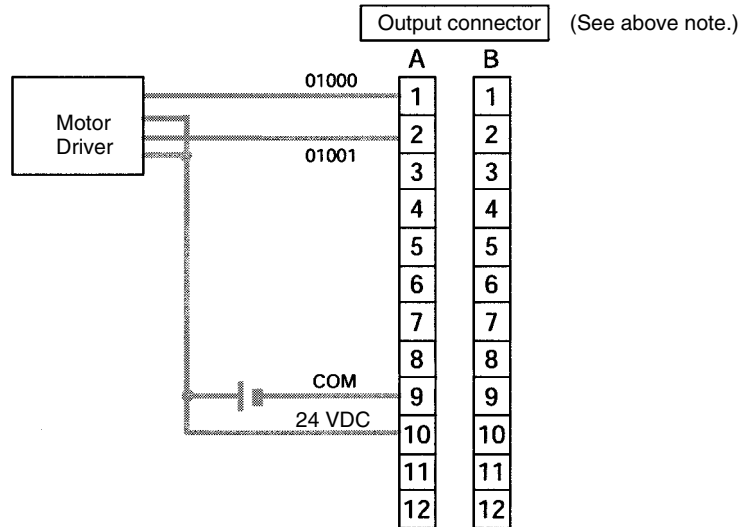 Output connector (See above note.)
A B
01000
1 1
Motor
Driver
2 2
01001
3 3
4 4
5 5
6 6
7 7
8 8
COM
9 9
24 VDC
10 10
11 11
12 12